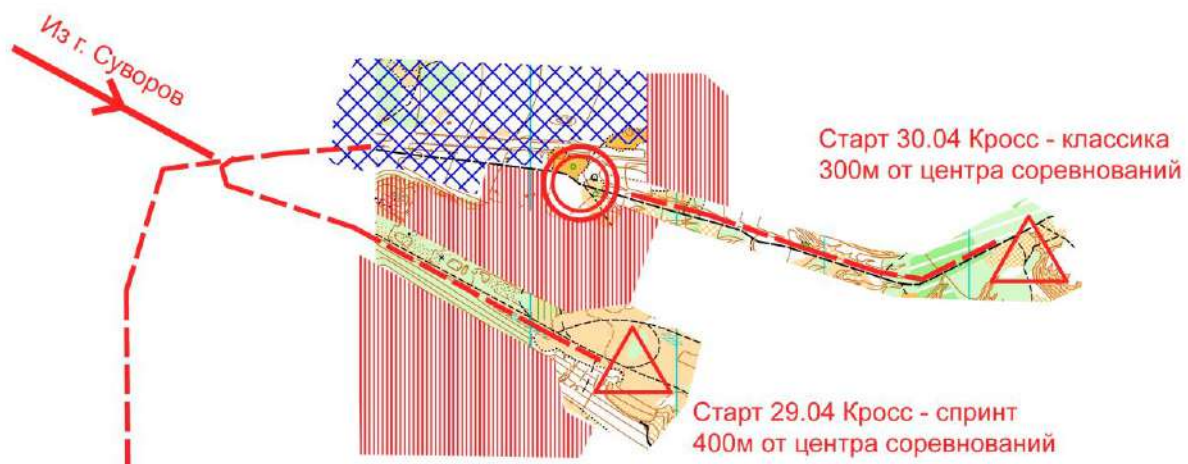 Из г. Суворов
Старт 30.04 Кросс - классика
300м от центра соревнований
Старт 29.04 Кросс - спринт
400м от центра соревнований